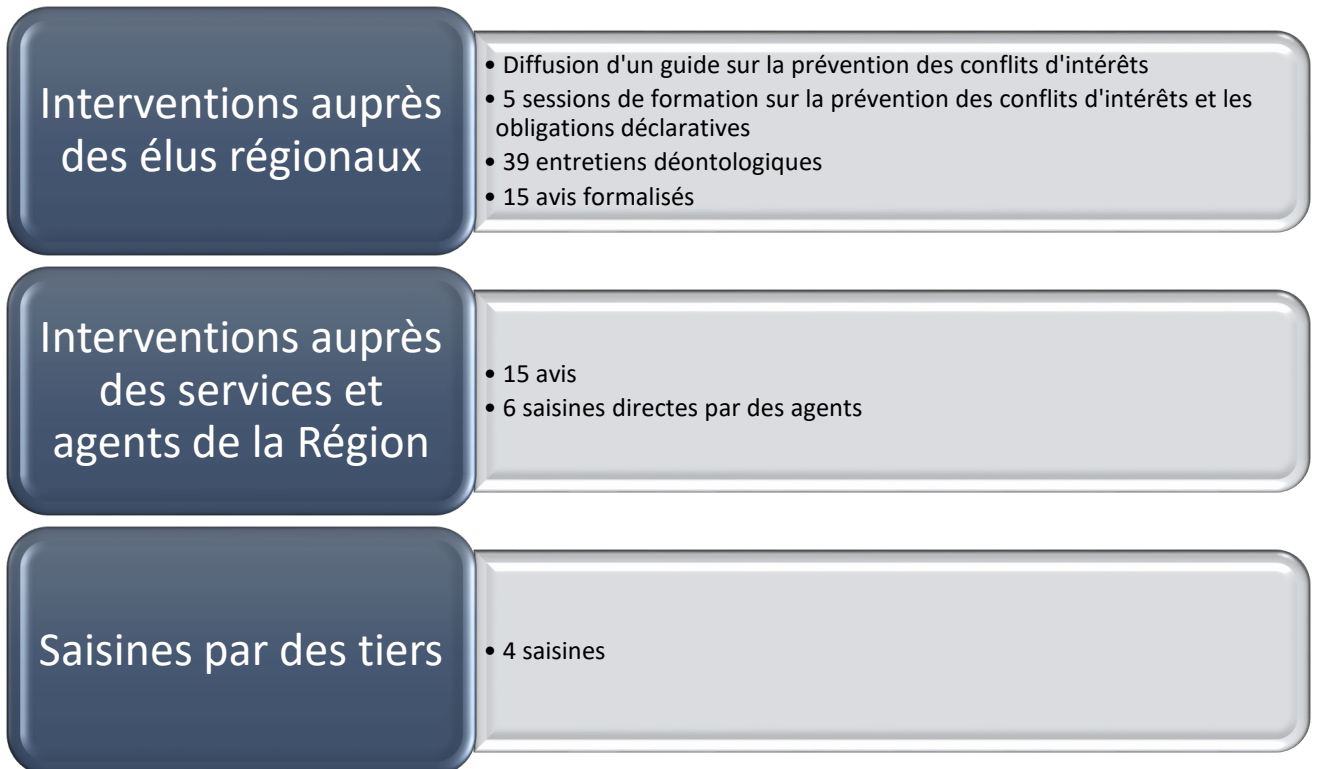 Interventions auprès
des élus régionaux
• Diffusion d'un guide sur la prévention des conflits d'intérêts
• 5 sessions de formation sur la prévention des conflits d'intérêts et les
obligations déclaratives
• 39 entretiens déontologiques
• 15 avis formalisés
Interventions auprès
des services et
agents de la Région
• 15 avis
• 6 saisines directes par des agents
Saisines par des tiers
• 4 saisines